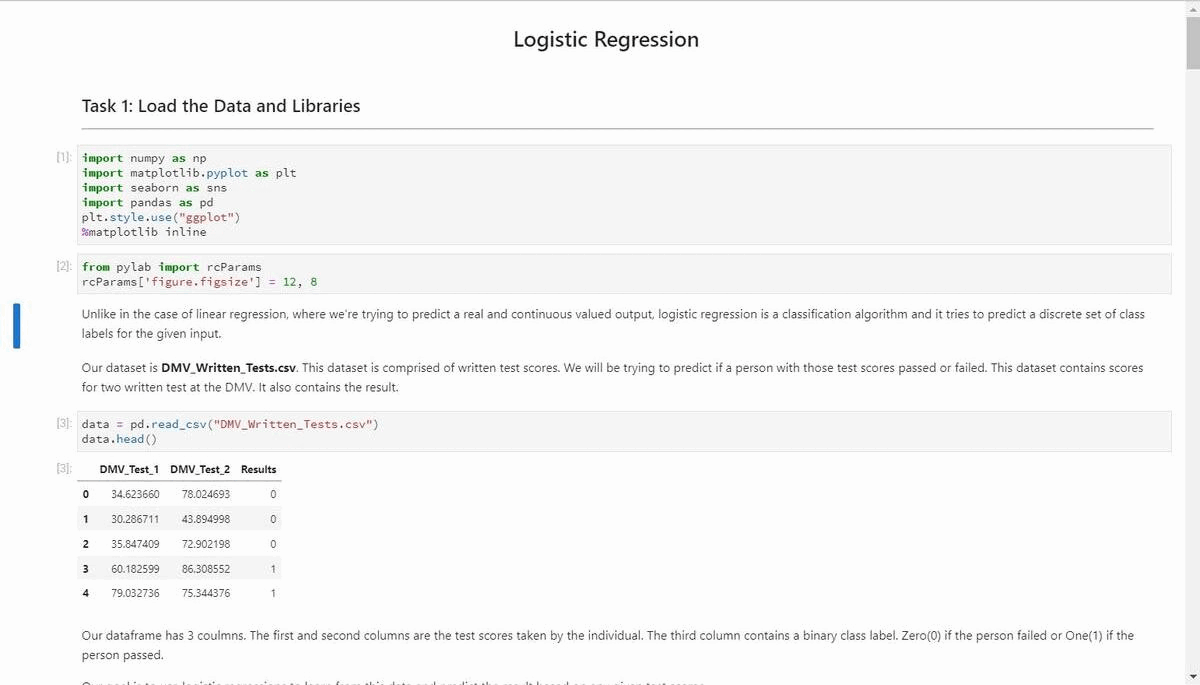 Logistic Regression
Task 1: Load the Data and Libraries
[1]: import numpy as np
import matplotlib.pyplot as plt
import seaborn as sns
import pandas as pd
plt.style.use("ggplot")
%matplotlib inline
[2]: from pylab import rcParams
rcParams['figure.figsize'] = 12, 8
Unlike in the case of linear regression, where we're trying to predict a real and continuous valued output, logistic regression is a classification algorithm and it tries to predict a discrete set of class
labels for the given input.
Our dataset is DMV_Written_Tests.csv. This dataset is comprised of written test scores. We will be trying to predict if a person with those test scores passed or failed. This dataset contains scores
for two written test at the DMV. It also contains the result.
[3]: data = pd.read_csv("DMV_Written_Tests.csv")
data.head()
[3]: DMV_Test_1 DMV_Test_2 Results
0 34.623660 78.024693 0
1 30.286711 43.894998 0
2 35.847409 72.902198 0
3 60.182599 86.308552 1
4 79.032736 75.344376 1
Our dataframe has 3 coulmns. The first and second columns are the test scores taken by the individual. The third column contains a binary class label. Zero(0) if the person failed or One(1) if the
person passed.